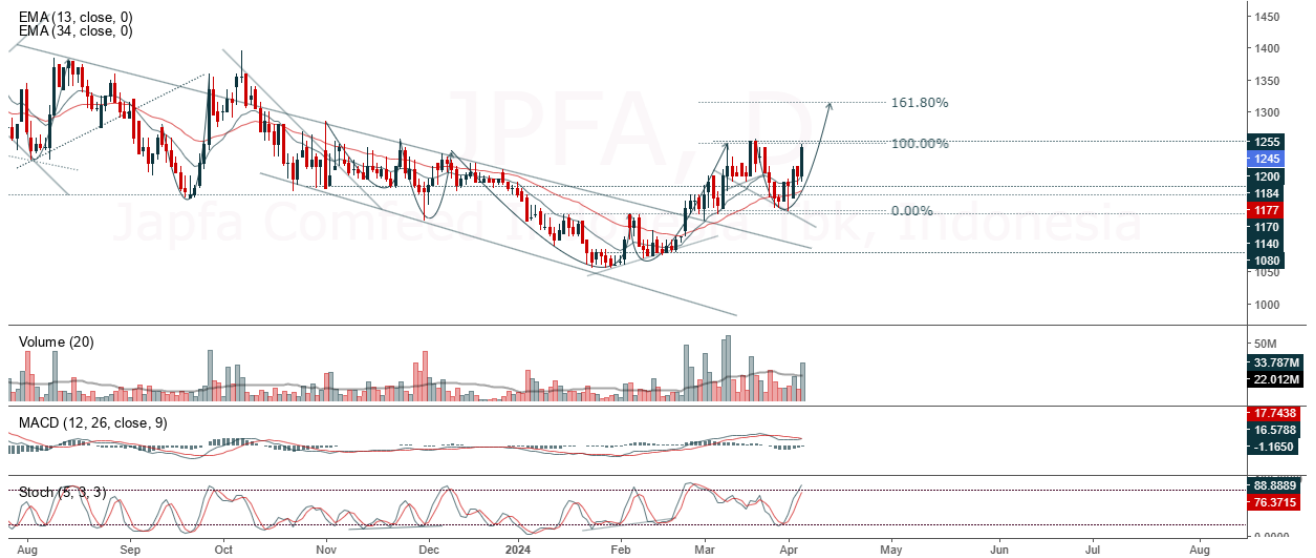 EMA (13, close, 0)
EMA (34, close, 0)
JPFA, D
Japfa Comfeed Indonesia Tbk, Indonesia
161.80%
100.00%
0.00%
1450
1400
1350
1300
1255
1245
1200
1184
1177
1170
1140
1080
1050
1000
Volume (20)
50M
33.787M
22.012M
MACD (12, 26, close, 9)
17.7438
16.5788
-1.1650
Stoch (5, 3, 3)
88.8889
76.3715
0.0000
Aug Sep Oct Nov Dec 2024 Feb Mar Apr May Jun Jul Aug